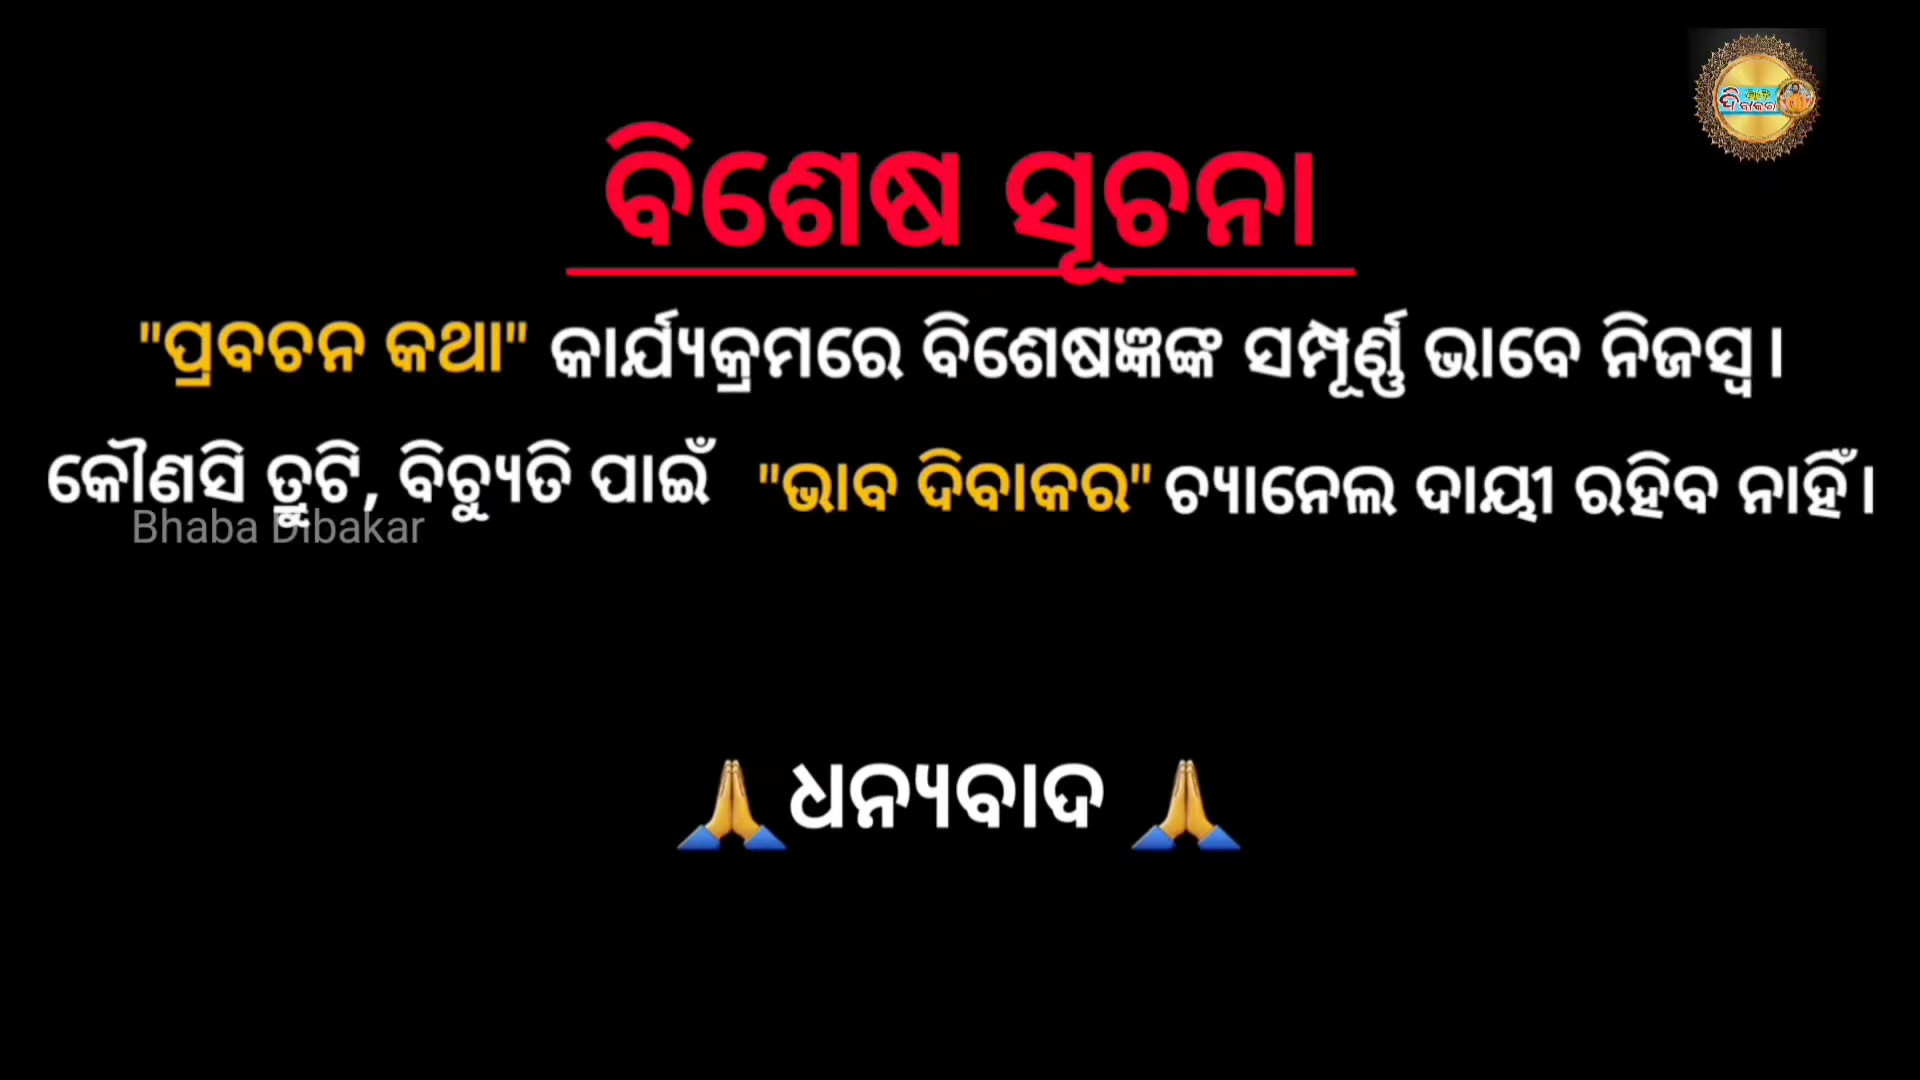 ବିଶେଷ ସୂଚନା
"ପ୍ରବଚନ କଥା" କାର୍ଯ୍ୟକ୍ରମରେ ବିଶେଷଜ୍ଞଙ୍କ ସମ୍ପୂର୍ଣ୍ଣ ଭାବେ ନିଜସ୍ୱ ।
କୌଣସି ତ୍ରୁଟି, ବିଚ୍ୟୁତି ପାଇଁ "ଭାବ ଦିବାକର" ଚ୍ୟାନେଲ ଦାୟୀ ରହିବ ନାହିଁ ।
Bhaba Dibakar
🙏ଧନ୍ୟବାଦ 🙏